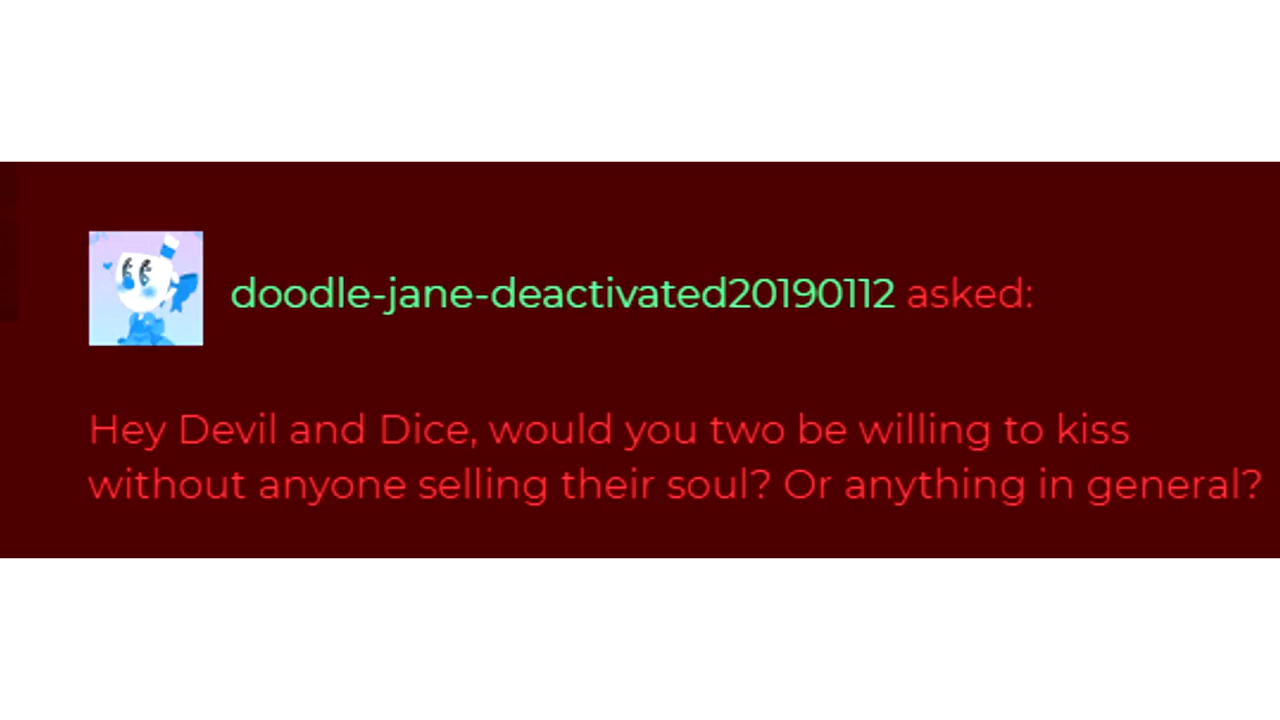 doodle-jane-deactivated20190112 asked:
Hey Devil and Dice, would you two be willing to kiss
without anyone selling their soul? Or anything in general?